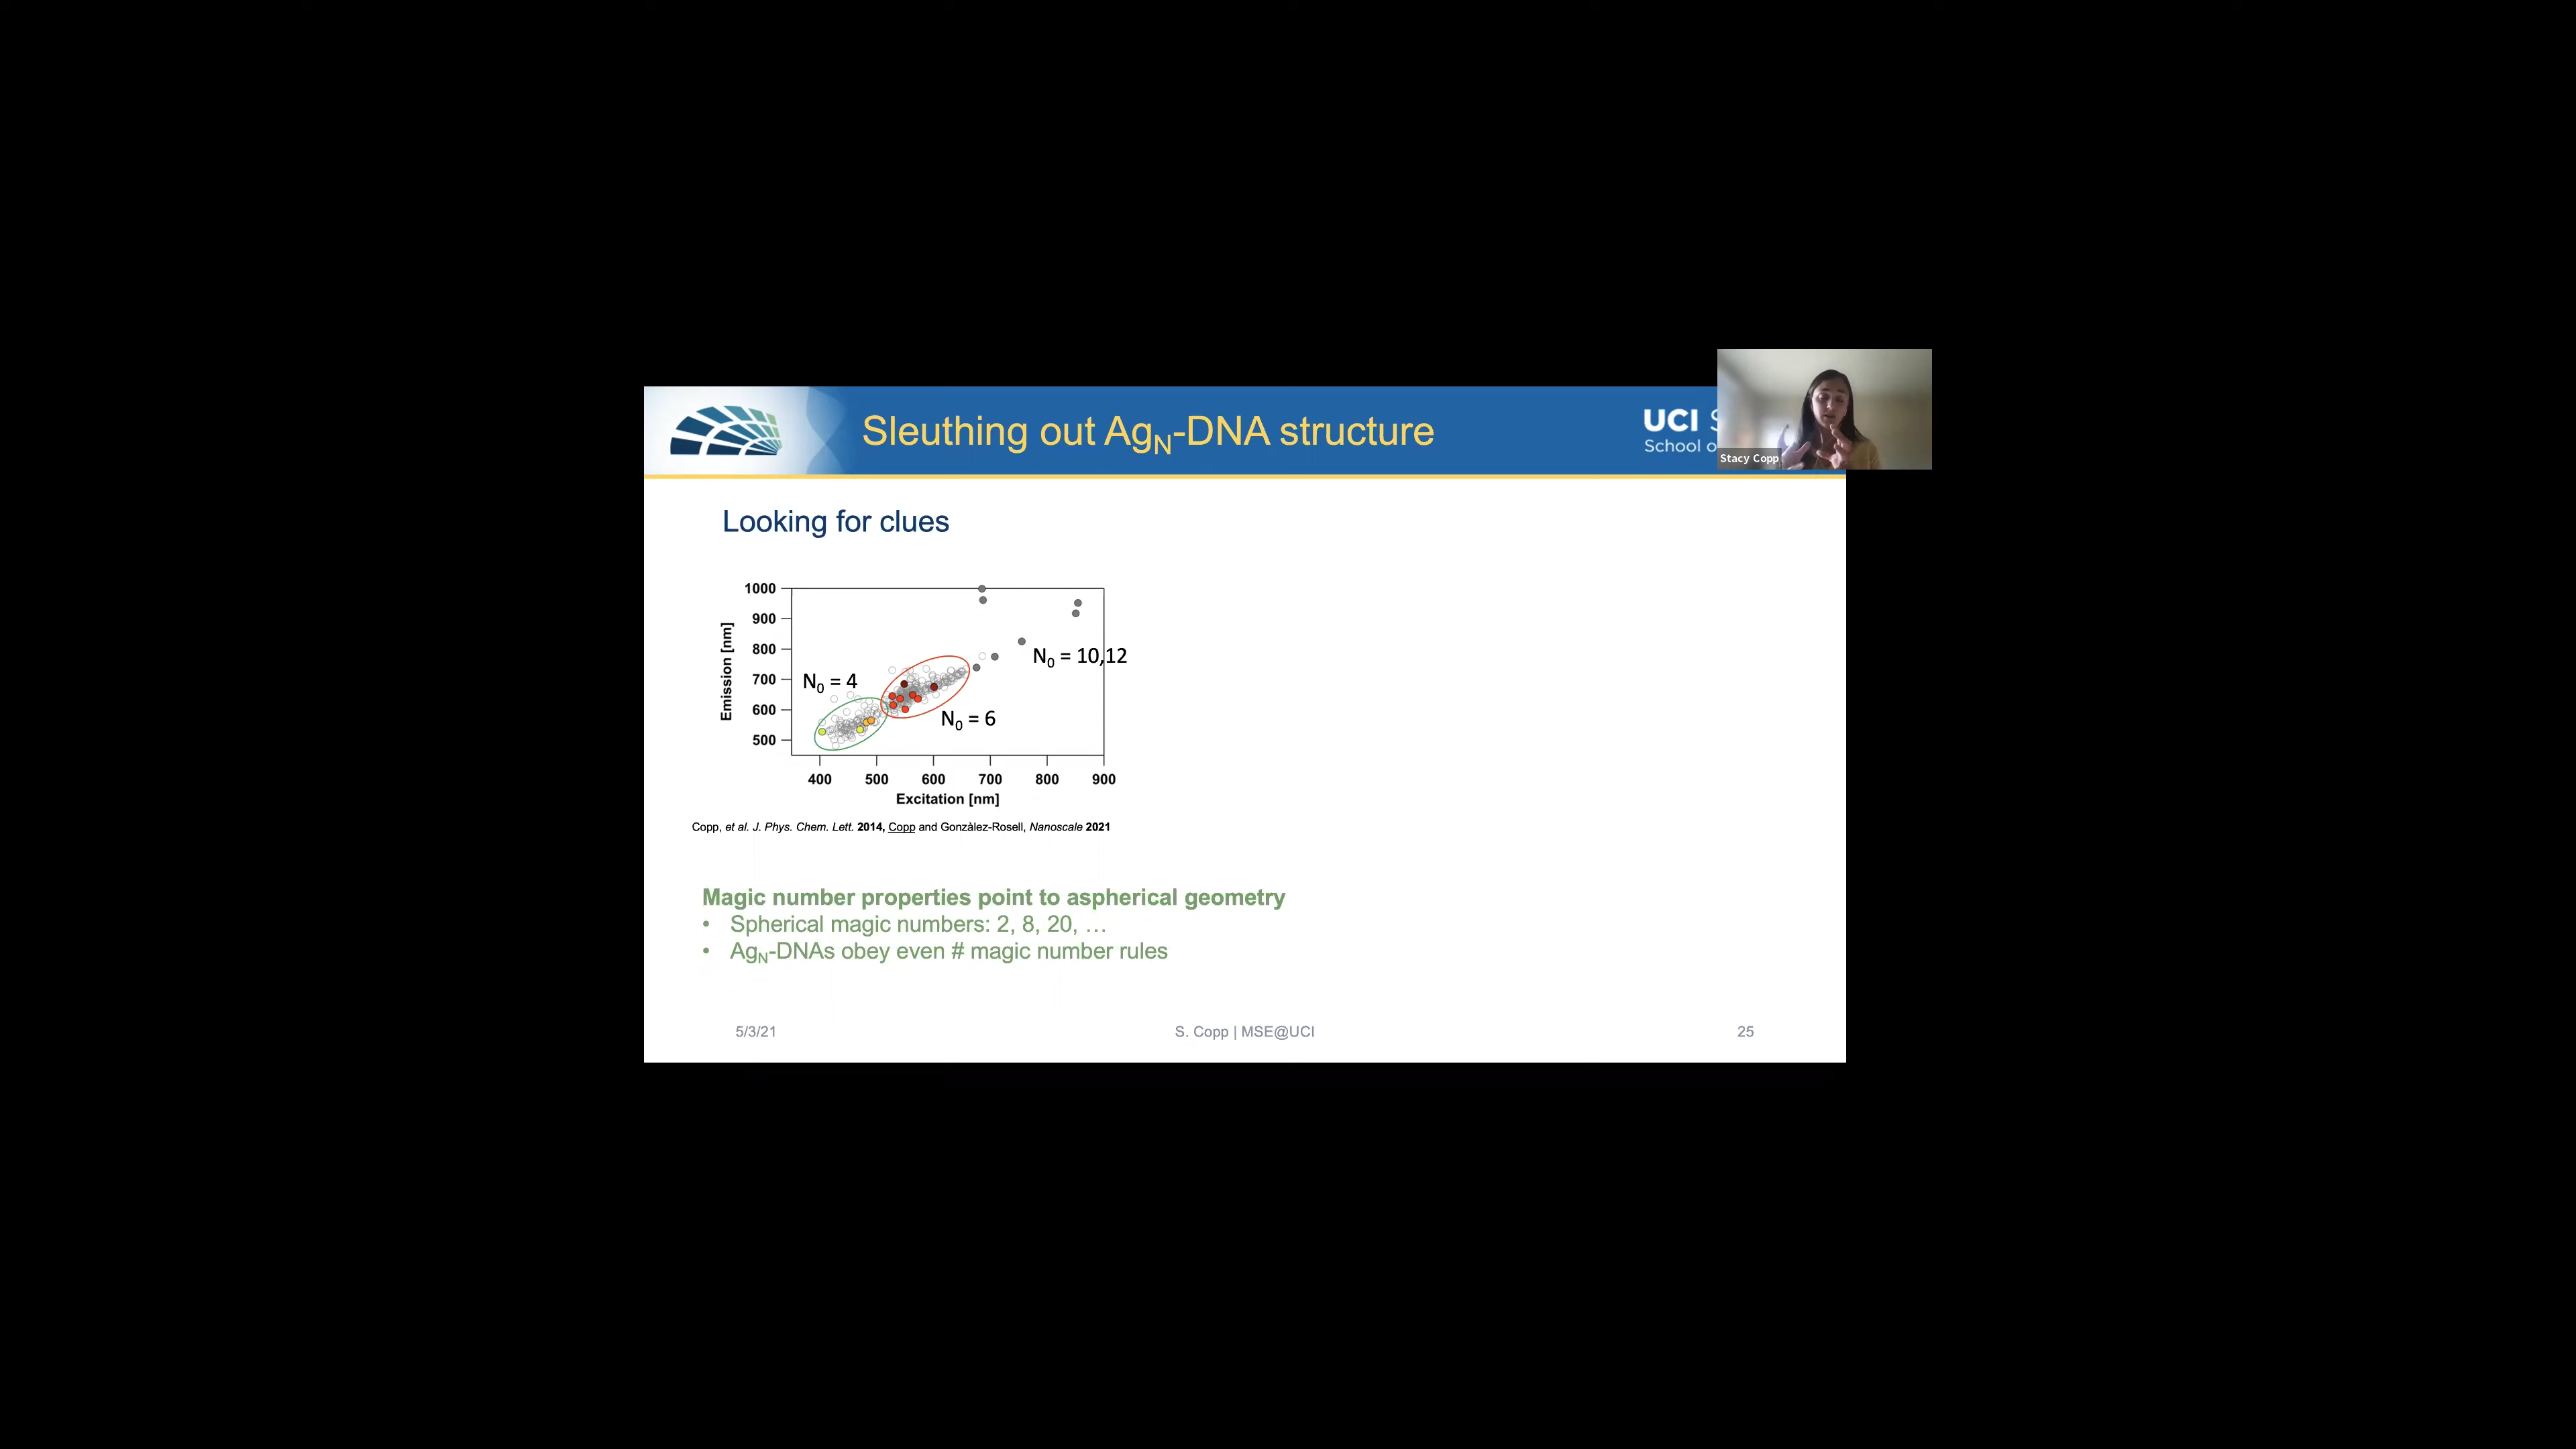 Sleuthing out AgN-DNA structure
UCI
School
Stacy Copp
Looking for clues
1000
900
800
700
600
500
Emission [nm]
N0 = 4
N0 = 6
N0 = 10,12
400 500 600 700 800 900
Excitation [nm]
Copp, et al. J. Phys. Chem. Lett. 2014, Copp and Gonzàlez-Rosell, Nanoscale 2021
Magic number properties point to aspherical geometry
• Spherical magic numbers: 2, 8, 20, …
• AgN-DNAs obey even # magic number rules
5/3/21
S. Copp | MSE@UCI
25